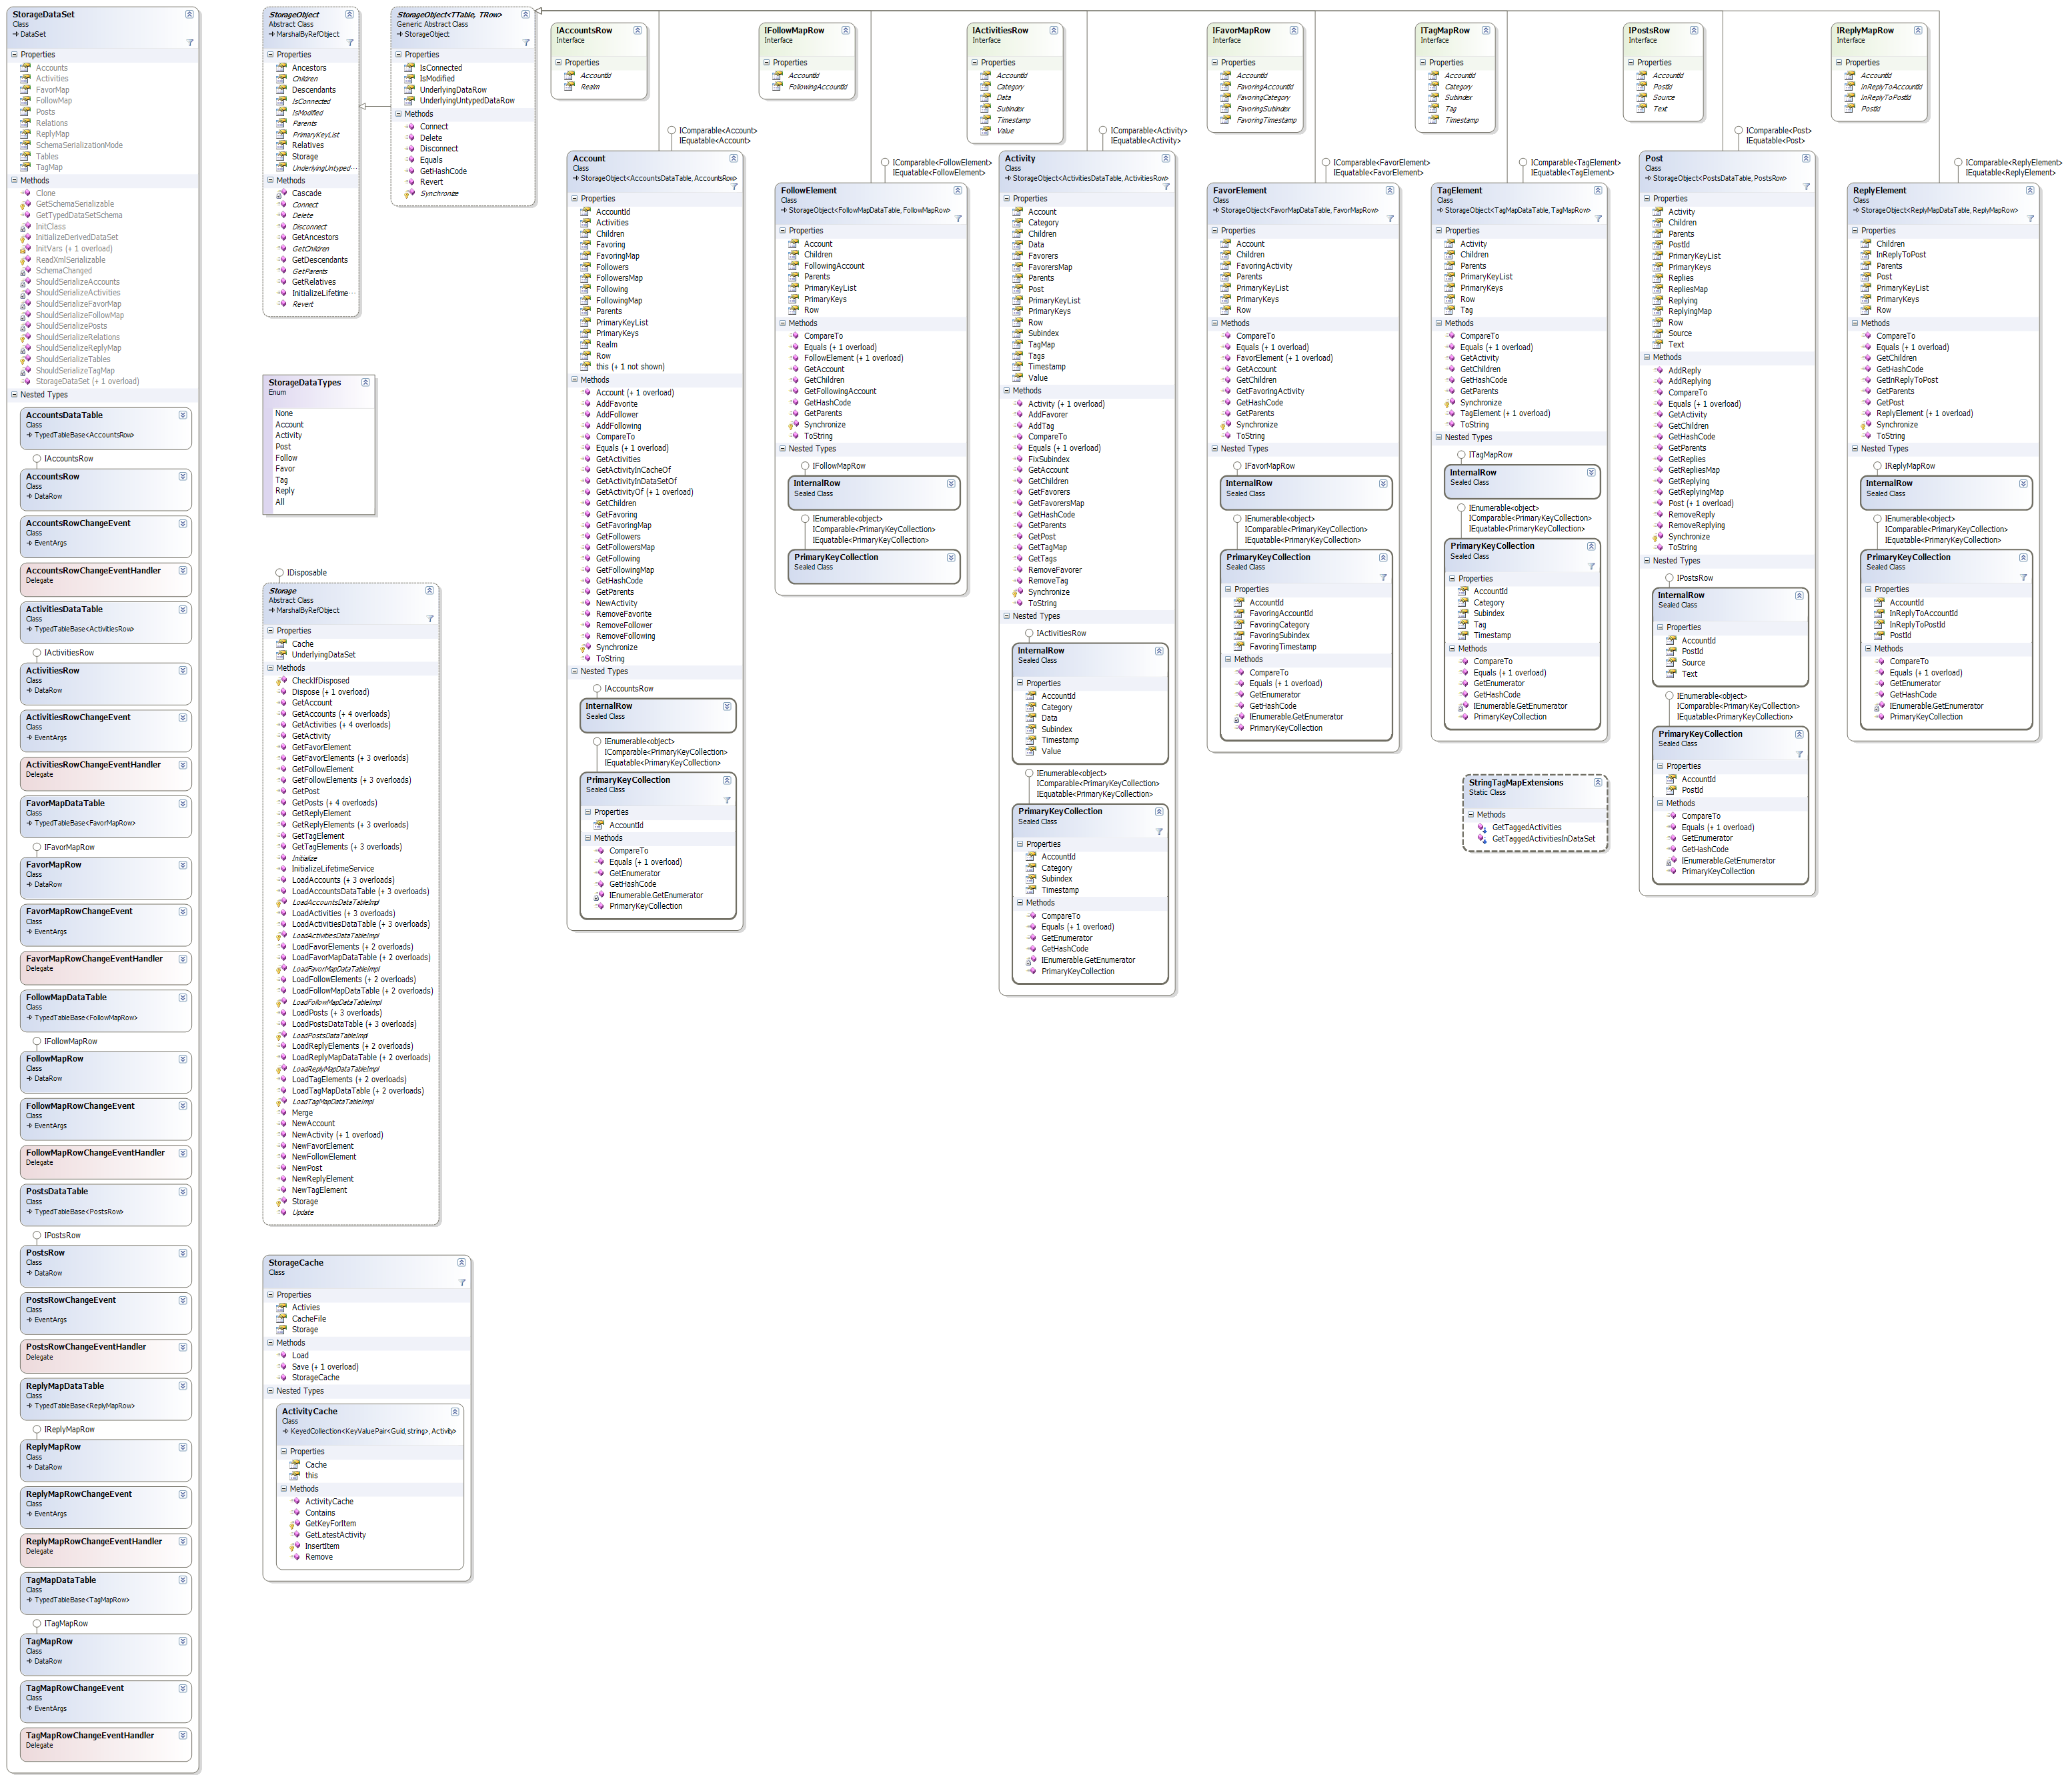 StorageDataSet
Class
DataSet
Properties
Accounts
Activities
FavorMap
FollowMap
Posts
Relations
ReplyMap
SchemaSerializationMode
Tables
TagMap
Methods
Clone
GetSchemaSerializable
GetTypedDataSetSchema
InitClass
InitializeDerivedDataSet
InitVars (+ 1 overload)
ReadXmlSerializable
SchemaChanged
ShouldSerializeAccounts
ShouldSerializeActivities
ShouldSerializeFavorMap
ShouldSerializeFollowMap
ShouldSerializePosts
ShouldSerializeRelations
ShouldSerializeReplyMap
ShouldSerializeTables
ShouldSerializeTagMap
StorageDataSet (+ 1 overload)
Nested Types
AccountsDataTable
Class
TypedTableBase<AccountsRow>
IAccountsRow
AccountsRow
Class
DataRow
AccountsRowChangeEvent
Class
EventArgs
AccountsRowChangeEventHandler
Delegate
ActivitiesDataTable
Class
TypedTableBase<ActivitiesRow>
IActivitiesRow
ActivitiesRow
Class
DataRow
ActivitiesRowChangeEvent
Class
EventArgs
ActivitiesRowChangeEventHandler
Delegate
FavorMapDataTable
Class
TypedTableBase<FavorMapRow>
IFavorMapRow
FavorMapRow
Class
DataRow
FavorMapRowChangeEvent
Class
EventArgs
FavorMapRowChangeEventHandler
Delegate
FollowMapDataTable
Class
TypedTableBase<FollowMapRow>
IFollowMapRow
FollowMapRow
Class
DataRow
FollowMapRowChangeEvent
Class
EventArgs
FollowMapRowChangeEventHandler
Delegate
PostsDataTable
Class
TypedTableBase<PostsRow>
IPostsRow
PostsRow
Class
DataRow
PostsRowChangeEvent
Class
EventArgs
PostsRowChangeEventHandler
Delegate
ReplyMapDataTable
Class
TypedTableBase<ReplyMapRow>
IReplyMapRow
ReplyMapRow
Class
DataRow
ReplyMapRowChangeEvent
Class
EventArgs
ReplyMapRowChangeEventHandler
Delegate
TagMapDataTable
Class
TypedTableBase<TagMapRow>
ITagMapRow
TagMapRow
Class
DataRow
TagMapRowChangeEvent
Class
EventArgs
TagMapRowChangeEventHandler
Delegate
StorageObject
Abstract Class
MarshalByRefObject
Properties
Ancestors
Children
Descendants
IsConnected
IsModified
Parents
PrimaryKeyList
Relatives
Storage
UnderlyingUntyped···
Methods
Cascade
Connect
Delete
Disconnect
GetAncestors
GetChildren
GetDescendants
GetParents
GetRelatives
InitializeLifetime···
Revert
StorageObject<TTable, TRow>
Generic Abstract Class
StorageObject
Properties
IsConnected
IsModified
UnderlyingDataRow
UnderlyingUntypedDataRow
Methods
Connect
Delete
Disconnect
Equals
GetHashCode
Revert
Synchronize
StorageDataTypes
Enum
None
Account
Activity
Post
Follow
Favor
Tag
Reply
All
IDisposable
Storage
Abstract Class
MarshalByRefObject
Properties
Cache
UnderlyingDataSet
Methods
CheckIfDisposed
Dispose (+ 1 overload)
GetAccount
GetAccounts (+ 4 overloads)
GetActivities (+ 4 overloads)
GetActivity
GetFavorElement
GetFavorElements (+ 3 overloads)
GetFollowElement
GetFollowElements (+ 3 overloads)
GetPost
GetPosts (+ 4 overloads)
GetReplyElement
GetReplyElements (+ 3 overloads)
GetTagElement
GetTagElements (+ 3 overloads)
Initialize
InitializeLifetimeService
LoadAccounts (+ 3 overloads)
LoadAccountsDataTable (+ 3 overloads)
LoadAccountsDataTableImpl
LoadActivities (+ 3 overloads)
LoadActivitiesDataTable (+ 3 overloads)
LoadActivitiesDataTableImpl
LoadFavorElements (+ 2 overloads)
LoadFavorMapDataTable (+ 2 overloads)
LoadFavorMapDataTableImpl
LoadFollowElements (+ 2 overloads)
LoadFollowMapDataTable (+ 2 overloads)
LoadFollowMapDataTableImpl
LoadPosts (+ 3 overloads)
LoadPostsDataTable (+ 3 overloads)
LoadPostsDataTableImpl
LoadReplyElements (+ 2 overloads)
LoadReplyMapDataTable (+ 2 overloads)
LoadReplyMapDataTableImpl
LoadTagElements (+ 2 overloads)
LoadTagMapDataTable (+ 2 overloads)
LoadTagMapDataTableImpl
Merge
NewAccount
NewActivity (+ 1 overload)
NewFavorElement
NewFollowElement
NewPost
NewReplyElement
NewTagElement
Storage
Update
StorageCache
Class
Properties
Activies
CacheFile
Storage
Methods
Load
Save (+ 1 overload)
StorageCache
Nested Types
ActivityCache
Class
KeyedCollection<KeyValuePair<Guid, string>, Activity>
Properties
Cache
this
Methods
ActivityCache
Contains
GetKeyForItem
GetLatestActivity
InsertItem
Remove
IAccountsRow
Interface
Properties
AccountId
Realm
IComparable<Account>
IEquatable<Account>
Account
Class
StorageObject<AccountsDataTable, AccountsRow>
Properties
AccountId
Activities
Children
Favoring
FavoringMap
Followers
FollowersMap
Following
FollowingMap
Parents
PrimaryKeyList
PrimaryKeys
Realm
Row
this (+ 1 not shown)
Methods
Account (+ 1 overload)
AddFavorite
AddFollower
AddFollowing
CompareTo
Equals (+ 1 overload)
GetActivities
GetActivityInCacheOf
GetActivityInDataSetOf
GetActivityOf (+ 1 overload)
GetChildren
GetFavoring
GetFavoringMap
GetFollowers
GetFollowersMap
GetFollowing
GetFollowingMap
GetHashCode
GetParents
NewActivity
RemoveFavorite
RemoveFollower
RemoveFollowing
Synchronize
ToString
Nested Types
IAccountsRow
InternalRow
Sealed Class
IEnumerable<object>
IComparable<PrimaryKeyCollection>
IEquatable<PrimaryKeyCollection>
PrimaryKeyCollection
Sealed Class
Properties
AccountId
Methods
CompareTo
Equals (+ 1 overload)
GetEnumerator
GetHashCode
IEnumerable.GetEnumerator
PrimaryKeyCollection
IFollowMapRow
Interface
Properties
AccountId
FollowingAccountId
IComparable<FollowElement>
IEquatable<FollowElement>
FollowElement
Class
StorageObject<FollowMapDataTable, FollowMapRow>
Properties
Account
Children
FollowingAccount
Parents
PrimaryKeyList
PrimaryKeys
Row
Methods
CompareTo
Equals (+ 1 overload)
FollowElement (+ 1 overload)
GetAccount
GetChildren
GetFollowingAccount
GetHashCode
GetParents
Synchronize
ToString
Nested Types
IFollowMapRow
InternalRow
Sealed Class
IEnumerable<object>
IComparable<PrimaryKeyCollection>
IEquatable<PrimaryKeyCollection>
PrimaryKeyCollection
Sealed Class
IActivitiesRow
Interface
Properties
AccountId
Category
Data
Subindex
Timestamp
Value
IComparable<Activity>
IEquatable<Activity>
Activity
Class
StorageObject<ActivitiesDataTable, ActivitiesRow>
Properties
Account
Category
Children
Data
Favorers
FavorersMap
Parents
Post
PrimaryKeyList
PrimaryKeys
Row
Subindex
TagMap
Tags
Timestamp
Value
Methods
Activity (+ 1 overload)
AddFavorer
AddTag
CompareTo
Equals (+ 1 overload)
FixSubindex
GetAccount
GetChildren
GetFavorers
GetFavorersMap
GetHashCode
GetParents
GetPost
GetTagMap
GetTags
RemoveFavorer
RemoveTag
Synchronize
ToString
Nested Types
IActivitiesRow
InternalRow
Sealed Class
Properties
AccountId
Category
Data
Subindex
Timestamp
Value
IEnumerable<object>
IComparable<PrimaryKeyCollection>
IEquatable<PrimaryKeyCollection>
PrimaryKeyCollection
Sealed Class
Properties
AccountId
Category
Subindex
Timestamp
Methods
CompareTo
Equals (+ 1 overload)
GetEnumerator
GetHashCode
IEnumerable.GetEnumerator
PrimaryKeyCollection
IFavorMapRow
Interface
Properties
AccountId
FavoringAccountId
FavoringCategory
FavoringSubindex
FavoringTimestamp
IComparable<FavorElement>
IEquatable<FavorElement>
FavorElement
Class
StorageObject<FavorMapDataTable, FavorMapRow>
Properties
Account
Children
FavoringActivity
Parents
PrimaryKeyList
PrimaryKeys
Row
Methods
CompareTo
Equals (+ 1 overload)
FavorElement (+ 1 overload)
GetAccount
GetChildren
GetFavoringActivity
GetHashCode
GetParents
Synchronize
ToString
Nested Types
IFavorMapRow
InternalRow
Sealed Class
IEnumerable<object>
IComparable<PrimaryKeyCollection>
IEquatable<PrimaryKeyCollection>
PrimaryKeyCollection
Sealed Class
Properties
AccountId
FavoringAccountId
FavoringCategory
FavoringSubindex
FavoringTimestamp
Methods
CompareTo
Equals (+ 1 overload)
GetEnumerator
GetHashCode
IEnumerable.GetEnumerator
PrimaryKeyCollection
ITagMapRow
Interface
Properties
AccountId
Category
Subindex
Tag
Timestamp
IComparable<TagElement>
IEquatable<TagElement>
TagElement
Class
StorageObject<TagMapDataTable, TagMapRow>
Properties
Activity
Children
Parents
PrimaryKeyList
PrimaryKeys
Row
Tag
Methods
CompareTo
Equals (+ 1 overload)
GetActivity
GetChildren
GetHashCode
GetParents
Synchronize
TagElement (+ 1 overload)
ToString
Nested Types
ITagMapRow
InternalRow
Sealed Class
IEnumerable<object>
IComparable<PrimaryKeyCollection>
IEquatable<PrimaryKeyCollection>
PrimaryKeyCollection
Sealed Class
Properties
AccountId
Category
Subindex
Tag
Timestamp
Methods
CompareTo
Equals (+ 1 overload)
GetEnumerator
GetHashCode
IEnumerable.GetEnumerator
PrimaryKeyCollection
StringTagMapExtensions
Static Class
Methods
GetTaggedActivities
GetTaggedActivitiesInDataSet
IPostsRow
Interface
Properties
AccountId
PostId
Source
Text
IComparable<Post>
IEquatable<Post>
Post
Class
StorageObject<PostsDataTable, PostsRow>
Properties
Activity
Children
Parents
PostId
PrimaryKeyList
PrimaryKeys
Replies
RepliesMap
Replying
ReplyingMap
Row
Source
Text
Methods
AddReply
AddReplying
CompareTo
Equals (+ 1 overload)
GetActivity
GetChildren
GetHashCode
GetParents
GetReplies
GetRepliesMap
GetReplying
GetReplyingMap
Post (+ 1 overload)
RemoveReply
RemoveReplying
Synchronize
ToString
Nested Types
IPostsRow
InternalRow
Sealed Class
Properties
AccountId
PostId
Source
Text
IEnumerable<object>
IComparable<PrimaryKeyCollection>
IEquatable<PrimaryKeyCollection>
PrimaryKeyCollection
Sealed Class
Properties
AccountId
PostId
Methods
CompareTo
Equals (+ 1 overload)
GetEnumerator
GetHashCode
IEnumerable.GetEnumerator
PrimaryKeyCollection
IReplyMapRow
Interface
Properties
AccountId
InReplyToAccountId
InReplyToPostId
PostId
IComparable<ReplyElement>
IEquatable<ReplyElement>
ReplyElement
Class
StorageObject<ReplyMapDataTable, ReplyMapRow>
Properties
Children
InReplyToPost
Parents
Post
PrimaryKeyList
PrimaryKeys
Row
Methods
CompareTo
Equals (+ 1 overload)
GetChildren
GetHashCode
GetInReplyToPost
GetParents
GetPost
ReplyElement (+ 1 overload)
Synchronize
ToString
Nested Types
IReplyMapRow
InternalRow
Sealed Class
IEnumerable<object>
IComparable<PrimaryKeyCollection>
IEquatable<PrimaryKeyCollection>
PrimaryKeyCollection
Sealed Class
Properties
AccountId
InReplyToAccountId
InReplyToPostId
PostId
Methods
CompareTo
Equals (+ 1 overload)
GetEnumerator
GetHashCode
IEnumerable.GetEnumerator
PrimaryKeyCollection